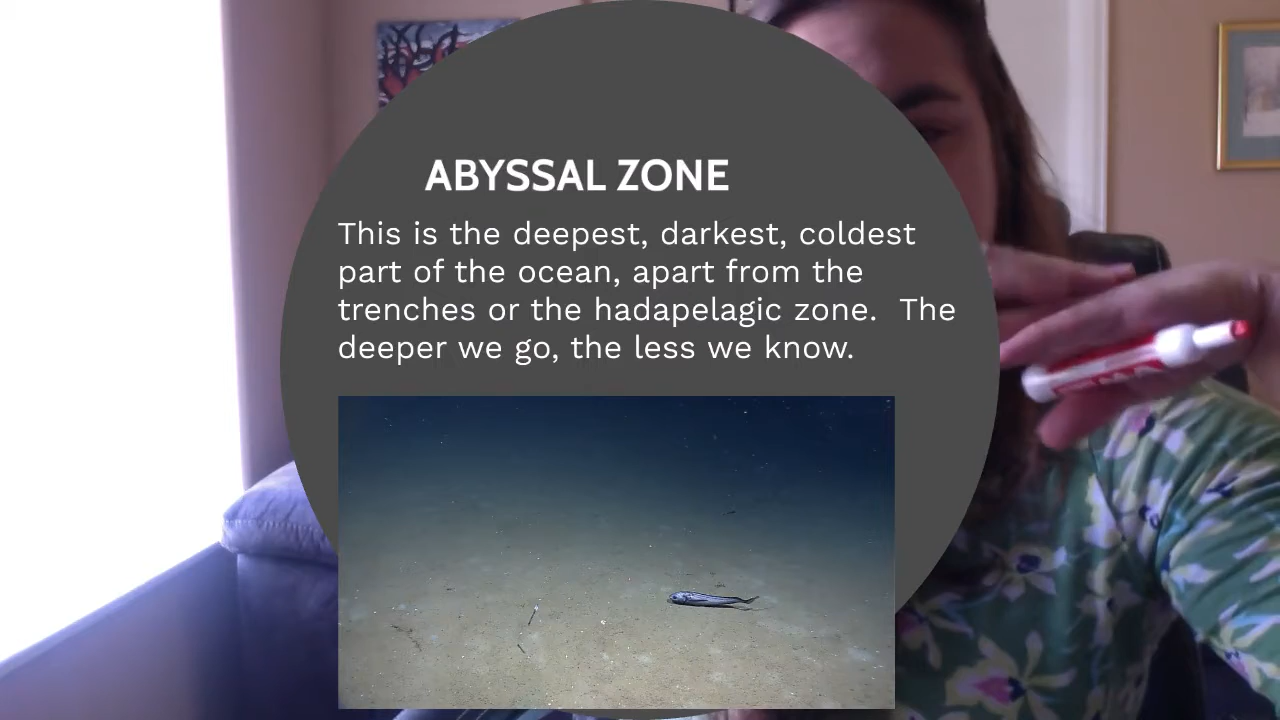 ABYSSAL ZONE
This is the deepest, darkest, coldest
part of the ocean, apart from the
trenches or the hadapelagic zone.  The
deeper we go, the less we know.